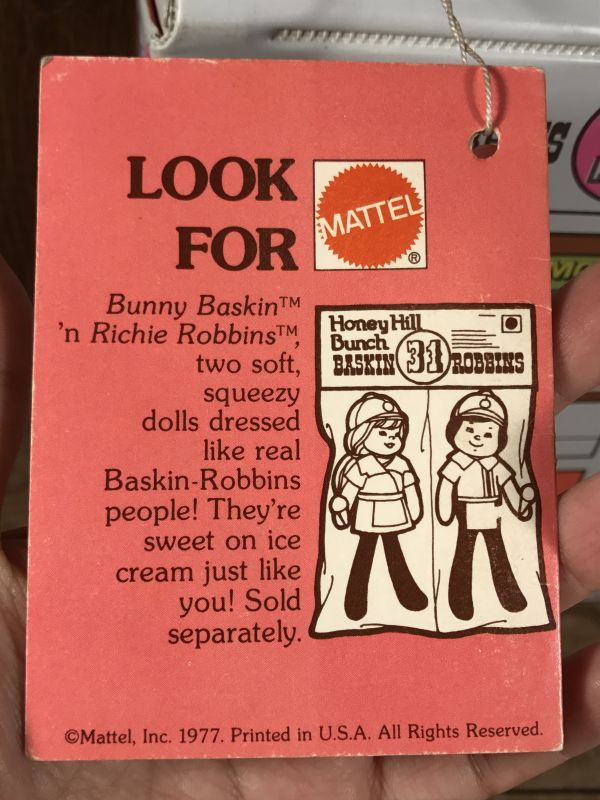 LOOK
FOR
MATTEL
®
Bunny Baskin™
'n Richie Robbins™,
two soft,
squeezy
dolls dressed
like real
Baskin-Robbins
people! They're
sweet on ice
cream just like
you! Sold
separately.
Honey Hill
Bunch
BASKIN 31 ROBBINS
©Mattel, Inc. 1977. Printed in U.S.A. All Rights Reserved.